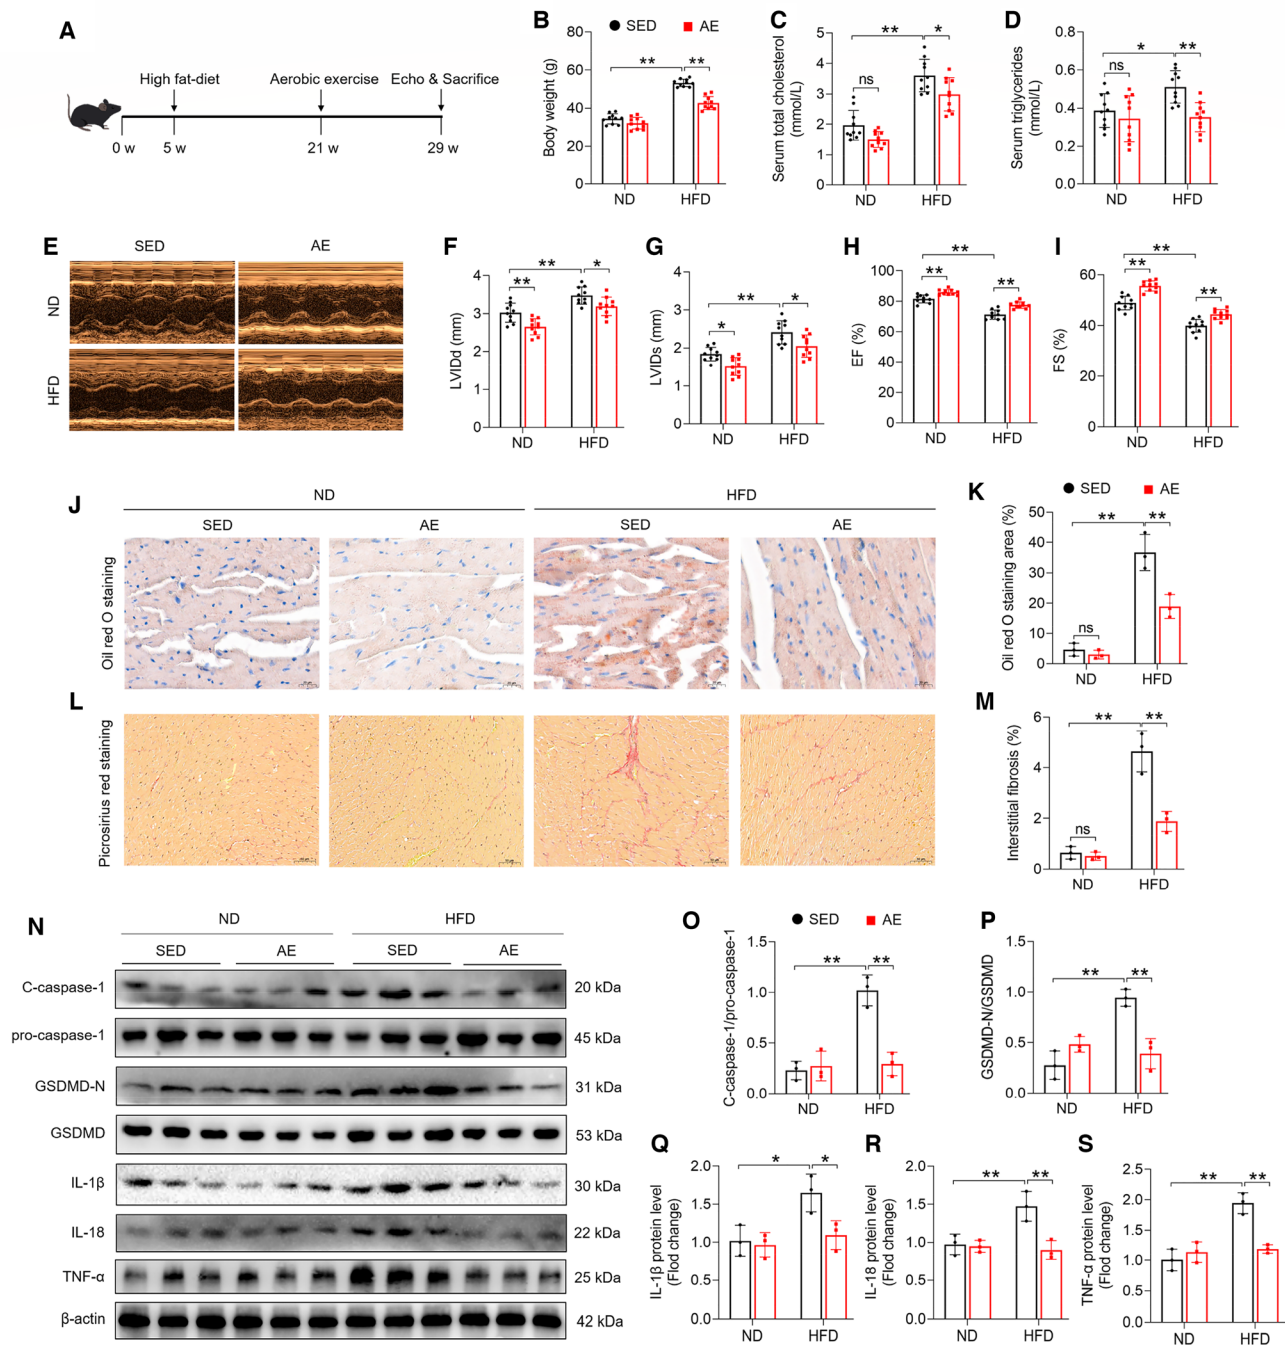 A
High fat-diet
Aerobic exercise
Echo & Sacrifice
0 w
5 w
21 w
29 w
B
SED
AE
Body weight (g)
80
60
40
20
0
**
**
ND
HFD
C
Serum total cholesterol
(mmol/L)
5
4
3
2
1
0
ns
**
*
ND
HFD
D
Serum triglycerides
(mmol/L)
0.8
0.6
0.4
0.2
0.0
ns
*
**
ND
HFD
E
SED
AE
ND
HFD
F
LVIDd (mm)
4
3
2
1
0
**
**
*
ND
HFD
G
LVIDs (mm)
4
3
2
1
0
*
**
*
ND
HFD
H
EF (%)
100
80
60
40
20
0
**
**
**
ND
HFD
I
FS (%)
60
40
20
0
**
**
**
ND
HFD
J
ND
HFD
SED
AE
SED
AE
Oil red O staining
K
SED
AE
Oil red O staining area (%)
50
40
30
20
10
0
ns
**
**
ND
HFD
L
Picrosirius red staining
M
Interstitial fibrosis (%)
6
4
2
0
ns
**
**
ND
HFD
N
ND
HFD
SED
AE
SED
AE
C-caspase-1
20 kDa
pro-caspase-1
45 kDa
GSDMD-N
31 kDa
GSDMD
53 kDa
IL-1β
30 kDa
IL-18
22 kDa
TNF-α
25 kDa
β-actin
42 kDa
O
SED
AE
C-caspase-1/pro-caspase-1
1.5
1.0
0.5
0.0
**
**
ND
HFD
P
GSDMD-N/GSDMD
1.5
1.0
0.5
0.0
**
**
ND
HFD
Q
IL-1β protein level
(Flod change)
2.0
1.5
1.0
0.5
0.0
*
*
ND
HFD
R
IL-18 protein level
(Flod change)
2.0
1.5
1.0
0.5
0.0
**
**
ND
HFD
S
TNF-α protein level
(Flod change)
2.5
2.0
1.5
1.0
0.5
0.0
**
**
ND
HFD